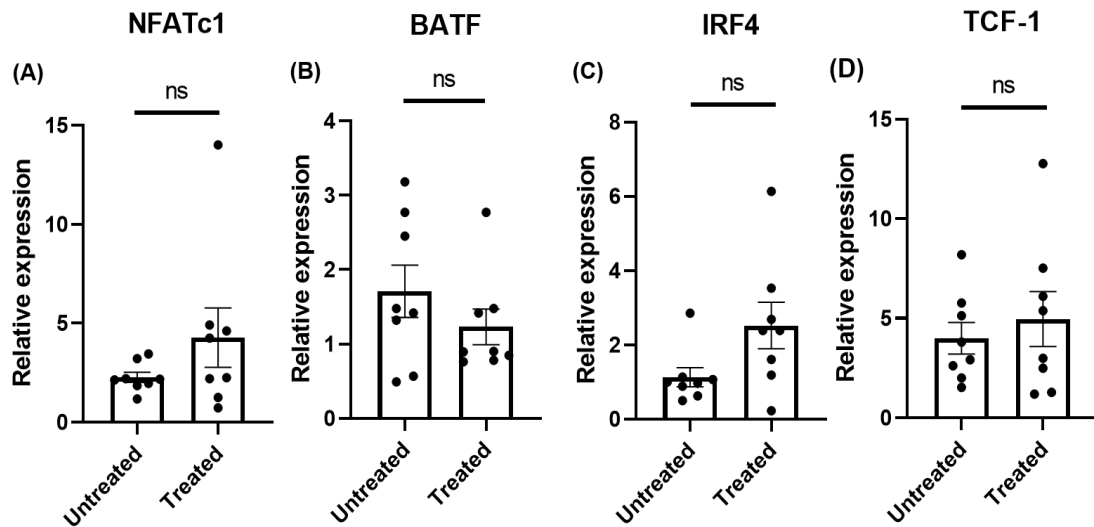 NFATc1
BATF
IRF4
TCF-1
(A)
(B)
(C)
(D)
ns
ns
ns
ns
Relative expression
15
10
5
0
Untreated
Treated
Relative expression
4
3
2
1
0
Untreated
Treated
Relative expression
8
6
4
2
0
Untreated
Treated
Relative expression
15
10
5
0
Untreated
Treated